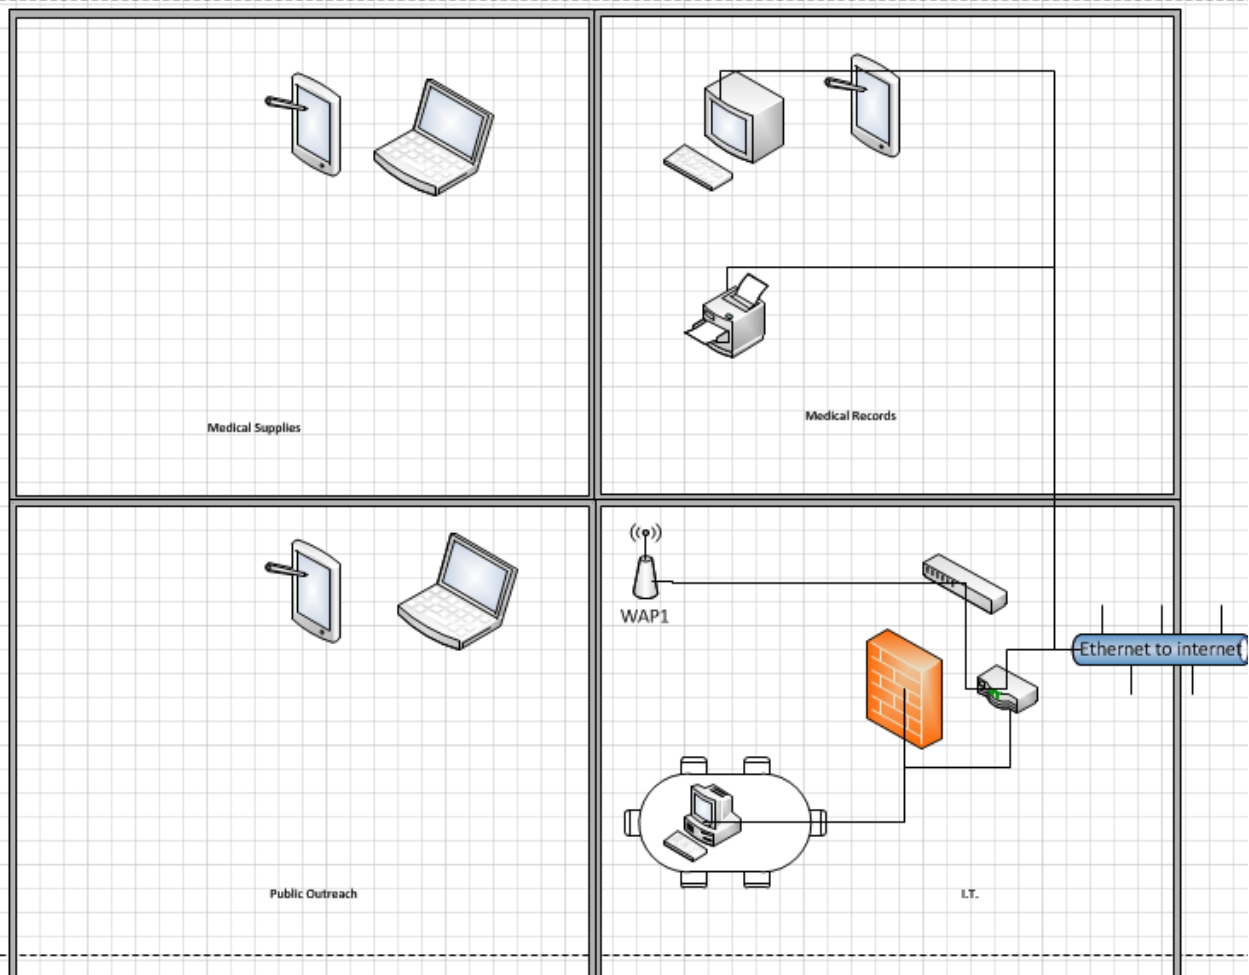 Medical Supplies
Medical Records
WAP1
Ethernet to internet
Public Outreach
I.T.